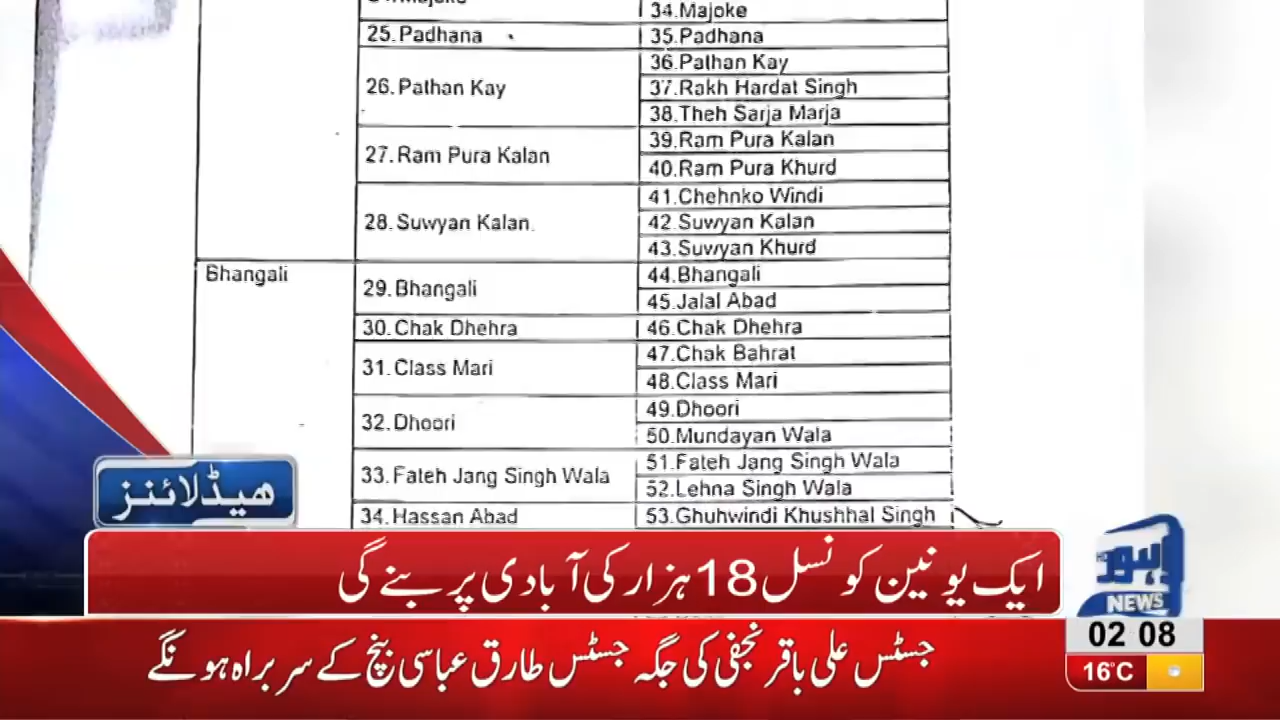 34.Majoke
25.Padhana
35.Padhana
26.Pathan Kay
36.Pathan Kay
37.Rakh Hardat Singh
38.Theh Sarja Marja
27.Ram Pura Kalan
39.Ram Pura Kalan
40.Ram Pura Khurd
28.Suwyan Kalan.
41.Chehnko Windi
42.Suwyan Kalan
43.Suwyan Khurd
Bhangali
29.Bhangali
44.Bhangali
45.Jalal Abad
30.Chak Dhehra
46.Chak Dhehra
31.Class Mari
47.Chak Bahrat
48.Class Mari
32.Dhoori
49.Dhoori
50.Mundayan Wala
33.Fateh Jang Singh Wala
51.Fateh Jang Singh Wala
52.Lehna Singh Wala
34.Hassan Abad
53.Ghuhwindi Khushhal Singh
ہیڈلائنز
ایک یونین کونسل 18 ہزار کی آبادی پر بنے گی
لاہور
NEWS
02 08
16°C
جسٹس علی باقر نجفی کی جگہ جسٹس طارق عباسی بنچ کے سربراہ ہونگے